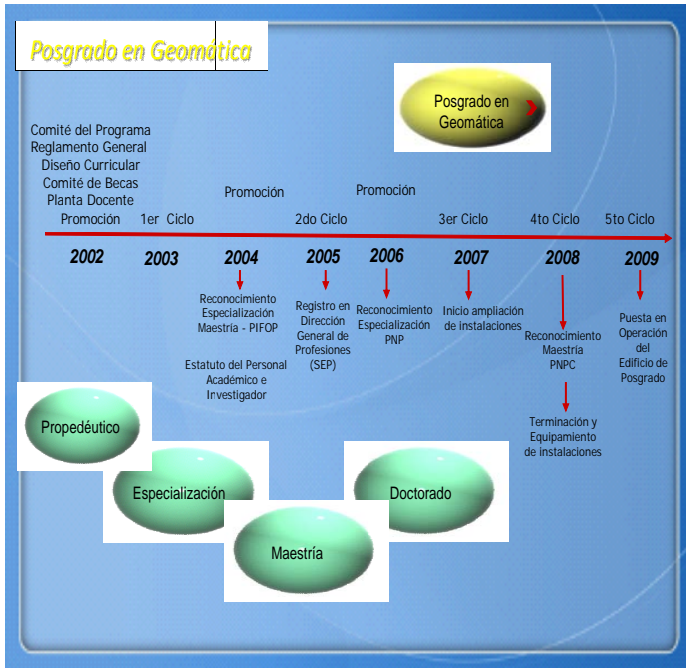 Posgrado en Geomática
Posgrado en
Geomática
Comité del Programa
Reglamento General
Diseño Curricular
Comité de Becas
Planta Docente
Promoción
1er Ciclo
Promoción
2do Ciclo
Promoción
3er Ciclo
4to Ciclo
5to Ciclo
2002
2003
2004
2005
2006
2007
2008
2009
Reconocimiento
Especialización
Maestría - PIFOP
Estatuto del Personal
Académico e
Investigador
Registro en
Dirección
General de
Profesiones
(SEP)
Reconocimiento
Especialización
PNP
Inicio ampliación
de instalaciones
Reconocimiento
Maestría
PNPC
Terminación y
Equipamiento
de instalaciones
Puesta en
Operación
del
Edificio de
Posgrado
Propedéutico
Especialización
Maestría
Doctorado